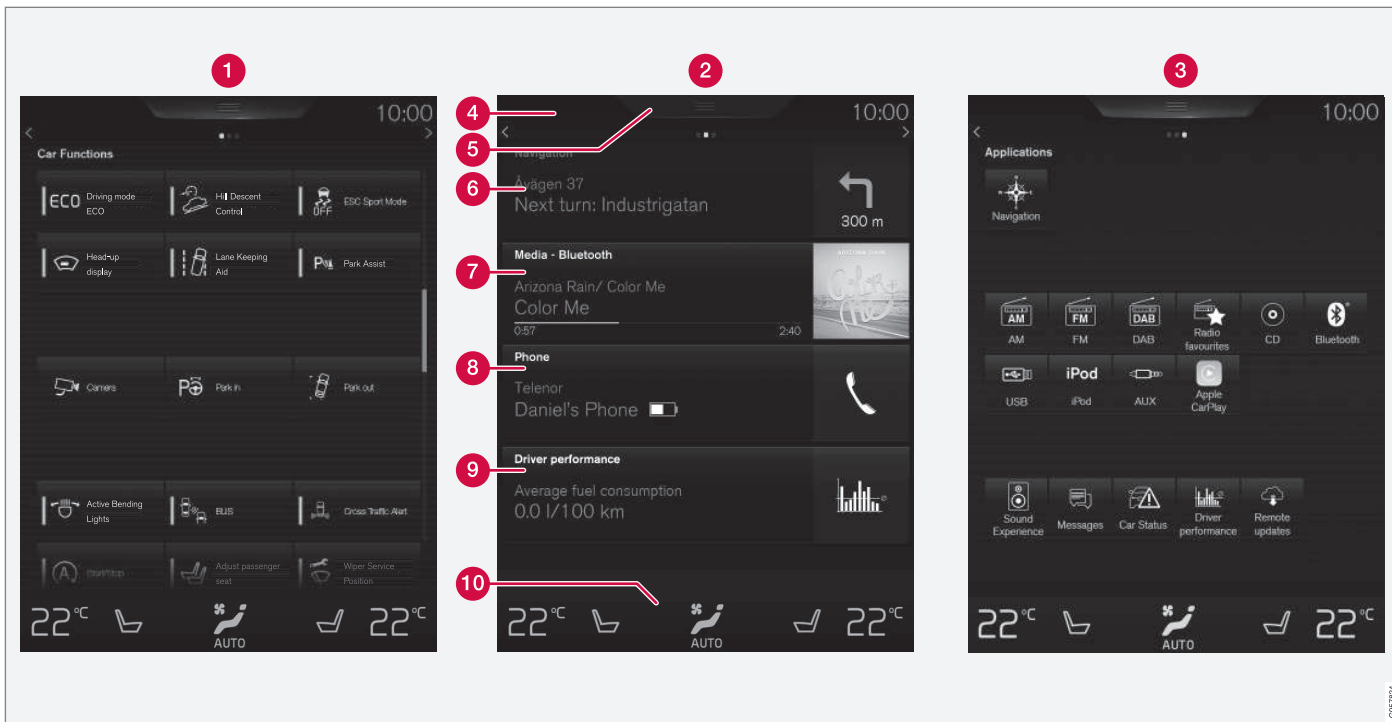 1
2
3
4
5
6
7
8
9
10
10:00
<
>
Car Functions
ECO
Driving mode
ECO
Hill Descent
Control
OFF
ESC Sport Mode
Head-up
display
Lane Keeping
Aid
Park Assist
Camera
Park in
Park out
Active Bending
Lights
BLIS
Cross Traffic Alert
A
Start/Stop
Adjust passenger
seat
Wiper Service
Position
22°C
AUTO
22°C
10:00
<
>
Navigation
Åvägen 37
Next turn: Industrigatan
300 m
Media - Bluetooth
Arizona Rain/ Color Me
Color Me
0:57
2:40
ARIZONA RAIN
Color Me
Phone
Telenor
Daniel's Phone
Driver performance
Average fuel consumption
0.0 l/100 km
22°C
AUTO
22°C
10:00
<
Applications
Navigation
AM
AM
FM
FM
DAB
DAB
Radio
favourites
CD
Bluetooth
USB
iPod
iPod
AUX
Apple
CarPlay
Sound
Experience
Messages
Car Status
Driver
performance
Remote
updates
22°C
AUTO
22°C